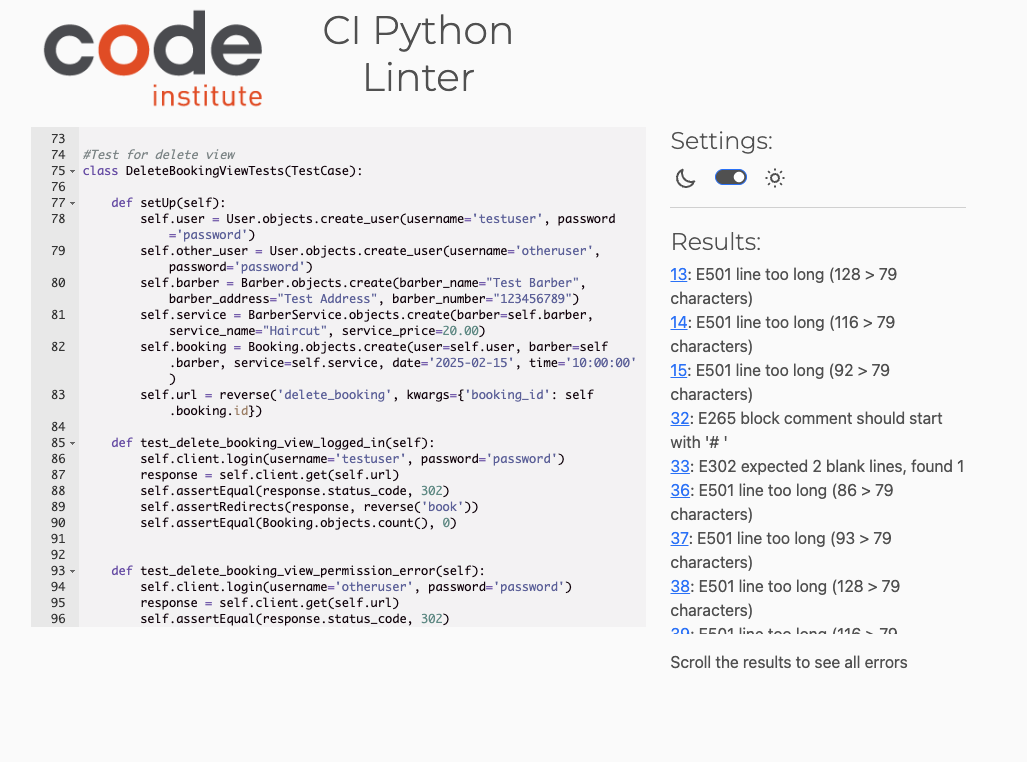 code
institute
CI Python
Linter
73
74 #Test for delete view
75 class DeleteBookingViewTests(TestCase):
76
77 def setUp(self):
78 self.user = User.objects.create_user(username='testuser', password
='password')
79 self.other_user = User.objects.create_user(username='otheruser',
password='password')
80 self.barber = Barber.objects.create(barber_name="Test Barber",
barber_address="Test Address", barber_number="123456789")
81 self.service = BarberService.objects.create(barber=self.barber,
service_name="Haircut", service_price=20.00)
82 self.booking = Booking.objects.create(user=self.user, barber=self
.barber, service=self.service, date='2025-02-15', time='10:00:00'
)
83 self.url = reverse('delete_booking', kwargs={'booking_id': self
.booking.id})
84
85 def test_delete_booking_view_logged_in(self):
86 self.client.login(username='testuser', password='password')
87 response = self.client.get(self.url)
88 self.assertEqual(response.status_code, 302)
89 self.assertRedirects(response, reverse('book'))
90 self.assertEqual(Booking.objects.count(), 0)
91
92
93 def test_delete_booking_view_permission_error(self):
94 self.client.login(username='otheruser', password='password')
95 response = self.client.get(self.url)
96 self.assertEqual(response.status_code, 302)
Settings:
Results:
13: E501 line too long (128 > 79
characters)
14: E501 line too long (116 > 79
characters)
15: E501 line too long (92 > 79
characters)
32: E265 block comment should start
with '# '
33: E302 expected 2 blank lines, found 1
36: E501 line too long (86 > 79
characters)
37: E501 line too long (93 > 79
characters)
38: E501 line too long (128 > 79
characters)
39: E501 line too long (116 > 79
Scroll the results to see all errors